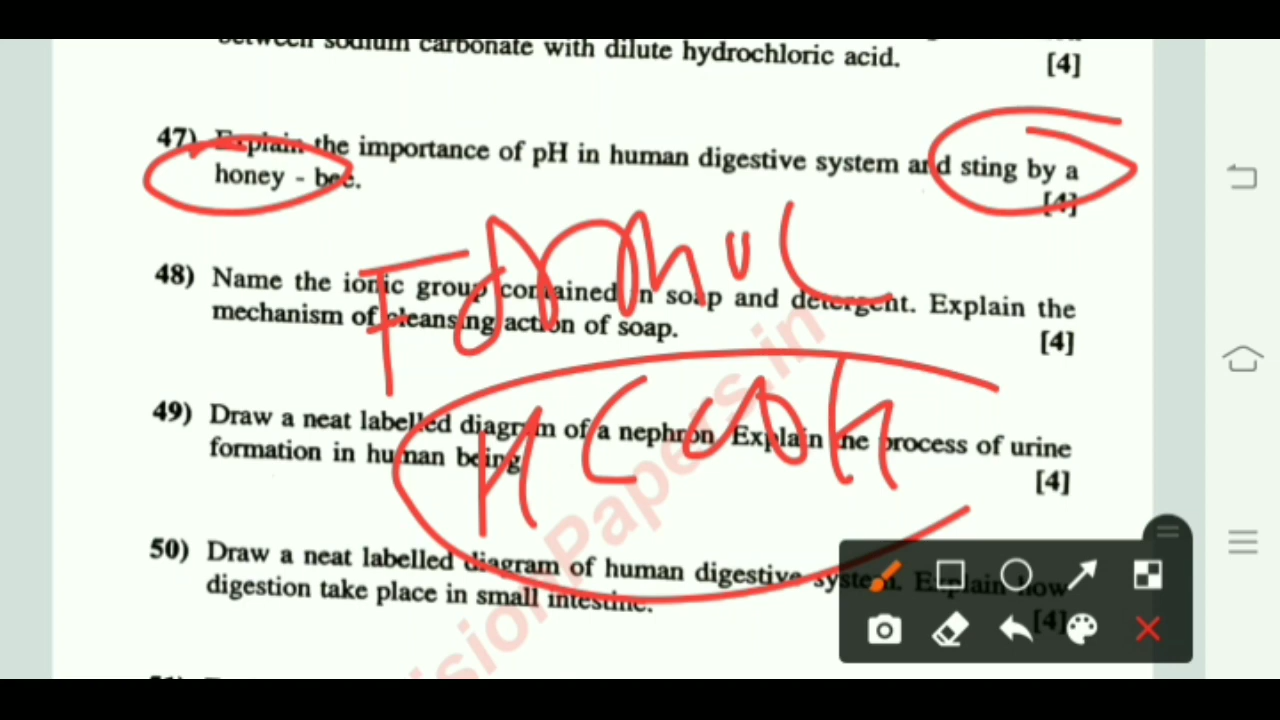 between sodium carbonate with dilute hydrochloric acid.
[4]
47) Explain the importance of pH in human digestive system and sting by a
honey - bee.
[4]
Formic
48) Name the ionic group contained in soap and detergent. Explain the
mechanism of cleansing action of soap.
[4]
HCOOH
49) Draw a neat labelled diagram of a nephron. Explain the process of urine
formation in human being
[4]
50) Draw a neat labelled diagram of human digestive system. Explain how
digestion take place in small intestine.
[4]
isionPapers.in